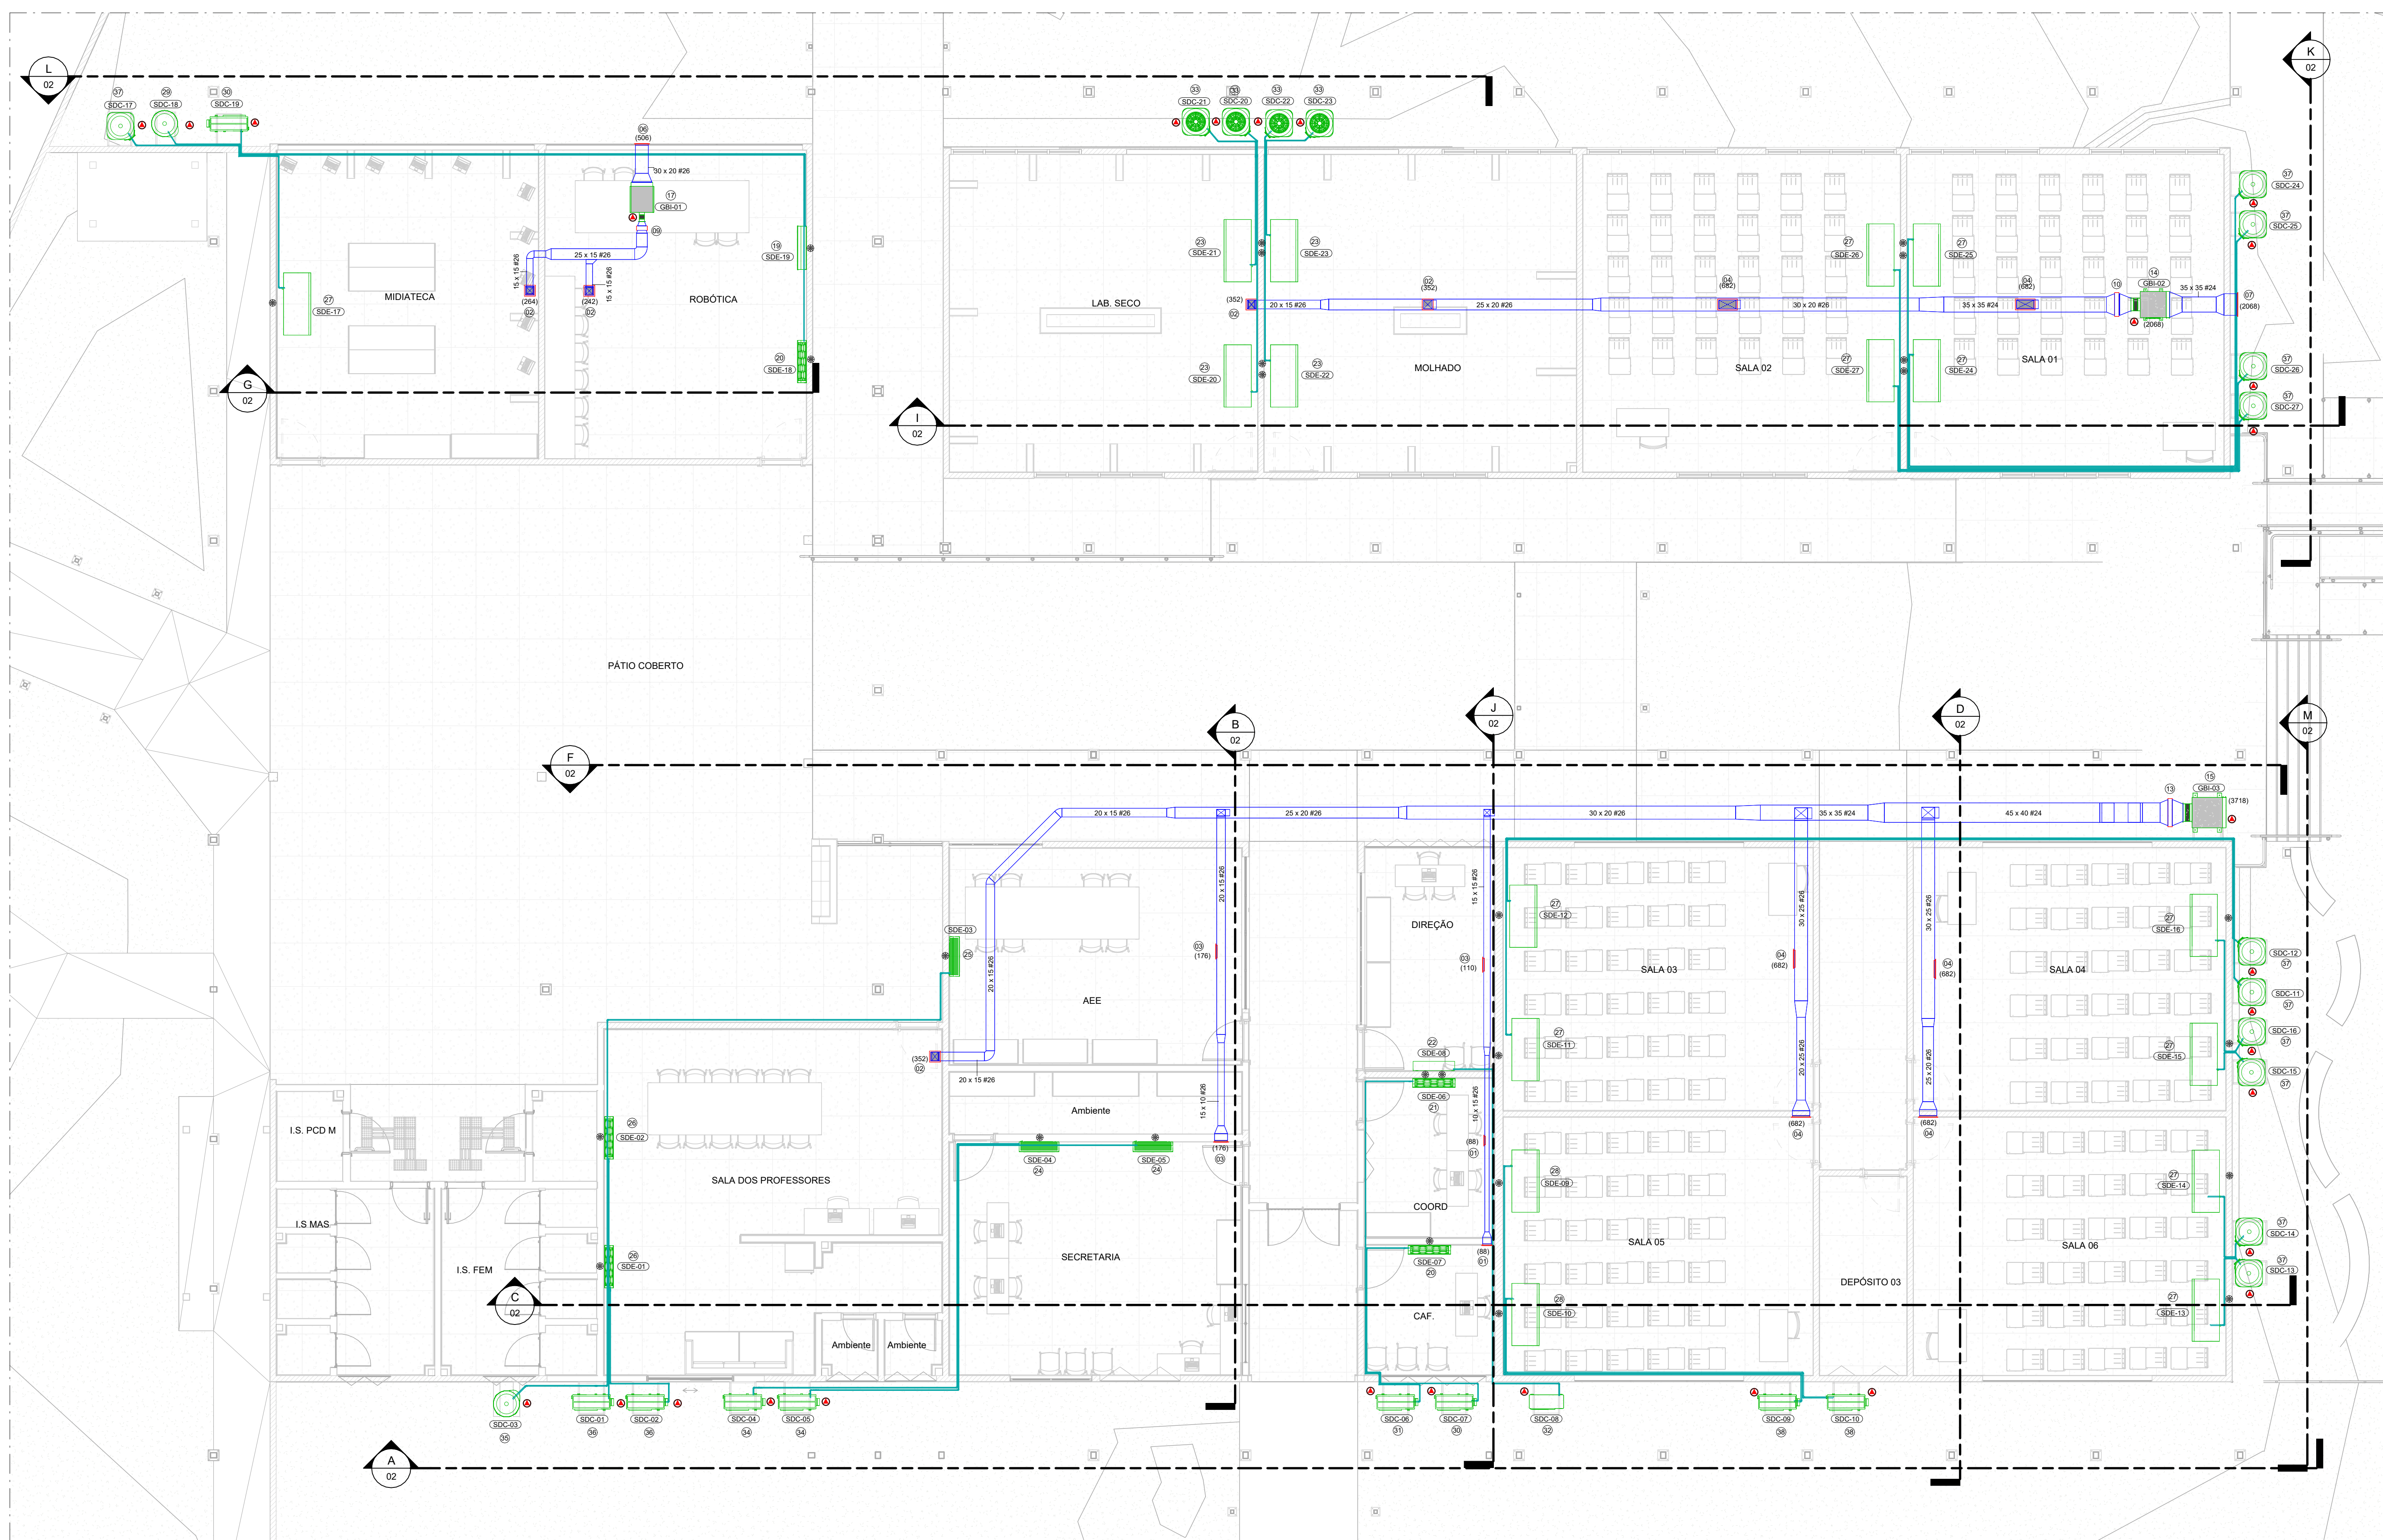 L
02
37
SDC-17
29
SDC-18
30
SDC-19
06
(506)
30 x 20 #26
17
GBI-01
09
25 x 15 #26
15 x 15 #26
15 x 15 #26
(264)
02
(242)
02
19
SDE-19
20
SDE-18
27
SDE-17
MIDIATECA
ROBÓTICA
G
02
33
SDC-21
33
SDC-20
33
SDC-22
33
SDC-23
K
02
23
SDE-21
23
SDE-23
23
SDE-20
23
SDE-22
LAB. SECO
MOLHADO
(352)
02
20 x 15 #26
02
(352)
25 x 20 #26
04
(682)
30 x 20 #26
35 x 35 #24
04
(682)
10
14
GBI-02
(2068)
35 x 35 #24
07
(2068)
27
SDE-26
27
SDE-25
27
SDE-27
27
SDE-24
SALA 02
SALA 01
37
SDC-24
37
SDC-25
37
SDC-26
37
SDC-27
I
02
PÁTIO COBERTO
B
02
J
02
D
02
M
02
F
02
20 x 15 #26
25 x 20 #26
30 x 20 #26
35 x 35 #24
45 x 40 #24
13
15
GBI-03
(3718)
20 x 15 #26
20 x 15 #26
15 x 15 #26
30 x 25 #26
30 x 25 #26
SDE-03
25
AEE
03
(176)
DIREÇÃO
03
(110)
27
SDE-12
SALA 03
04
(682)
04
(682)
SALA 04
27
SDE-16
SDC-12
37
SDC-11
37
SDC-16
37
SDC-15
37
27
SDE-11
27
SDE-15
(352)
02
20 x 15 #26
22
SDE-08
SDE-06
21
15 x 10 #26
10 x 15 #26
20 x 25 #26
25 x 20 #26
Ambiente
I.S. PCD M
26
SDE-02
SDE-04
24
SDE-05
24
(176)
03
(88)
01
(682)
04
(682)
04
SALA DOS PROFESSORES
28
SDE-09
27
SDE-14
COORD
I.S MAS
I.S. FEM
26
SDE-01
SECRETARIA
(88)
01
SDE-07
20
SALA 05
SALA 06
37
SDC-14
37
SDC-13
DEPÓSITO 03
C
02
28
SDE-10
27
SDE-13
CAF.
Ambiente
Ambiente
SDC-03
35
SDC-01
36
SDC-02
36
SDC-04
34
SDC-05
34
SDC-06
31
SDC-07
30
SDC-08
32
SDC-09
38
SDC-10
38
A
02